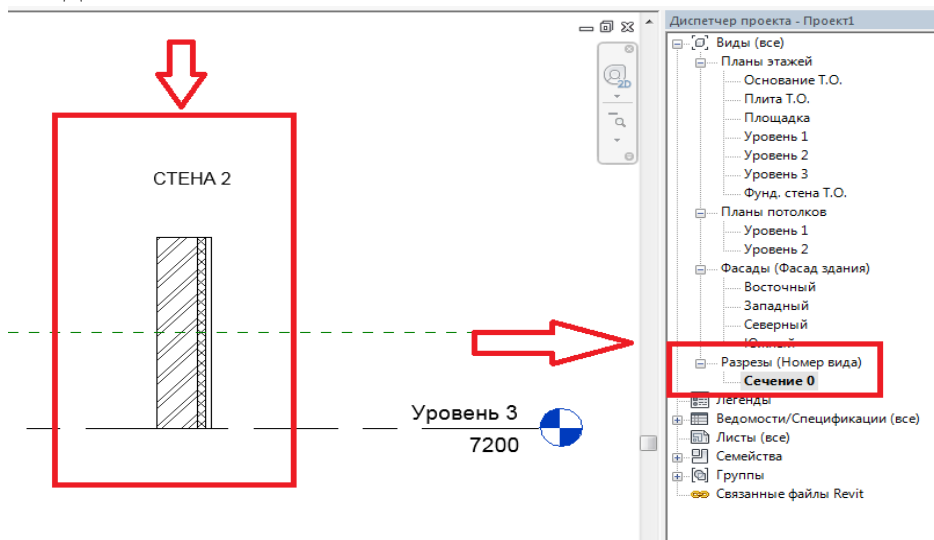 Диспетчер проекта - Проект1
Виды (все)
Планы этажей
Основание Т.О.
Плита Т.О.
Площадка
Уровень 1
Уровень 2
Уровень 3
Фунд. стена Т.О.
Планы потолков
Уровень 1
Уровень 2
Фасады (Фасад здания)
Восточный
Западный
Северный
Южный
Разрезы (Номер вида)
Сечение 0
Легенды
Ведомости/Спецификации (все)
Листы (все)
Семейства
Группы
Связанные файлы Revit
2D
СТЕНА 2
Уровень 3
7200